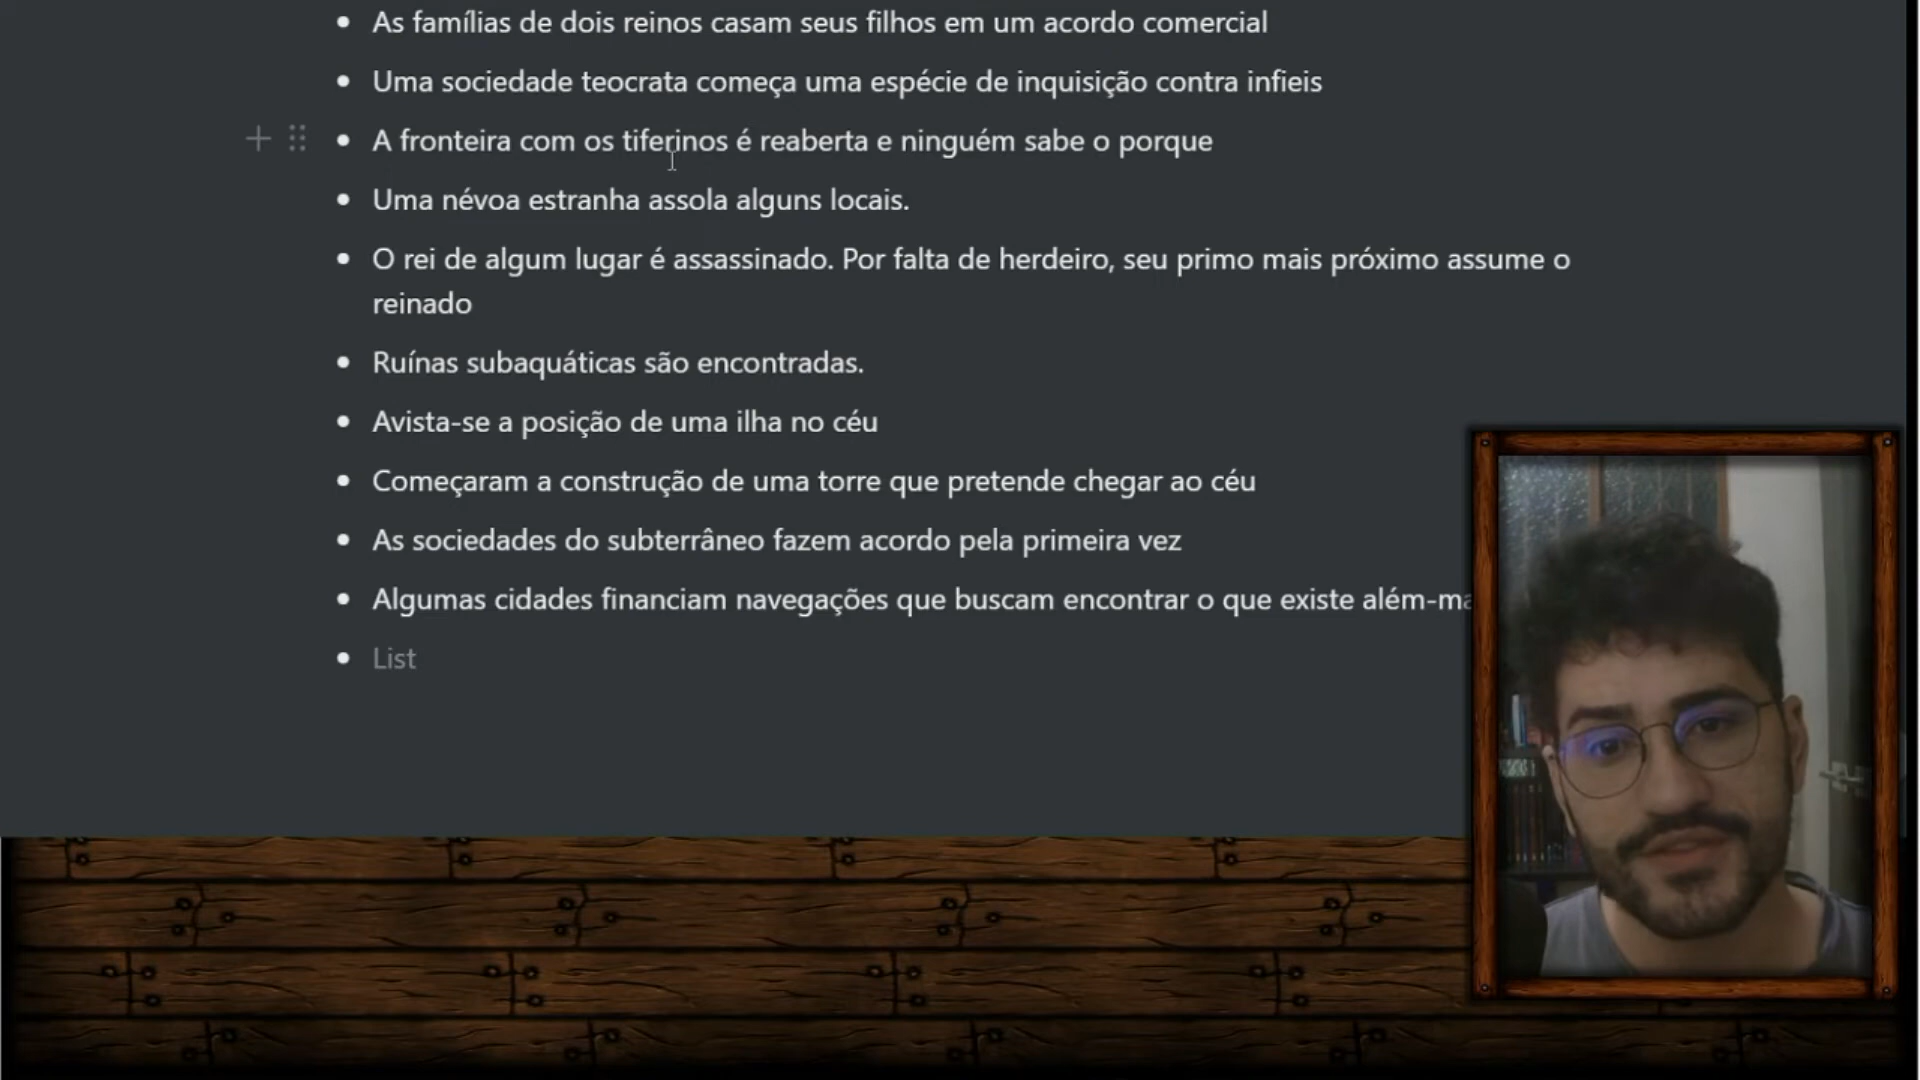 As famílias de dois reinos casam seus filhos em um acordo comercial
Uma sociedade teocrata começa uma espécie de inquisição contra infieis
A fronteira com os tiferinos é reaberta e ninguém sabe o porque
Uma névoa estranha assola alguns locais.
O rei de algum lugar é assassinado. Por falta de herdeiro, seu primo mais próximo assume o
reinado
Ruínas subaquáticas são encontradas.
Avista-se a posição de uma ilha no céu
Começaram a construção de uma torre que pretende chegar ao céu
As sociedades do subterrâneo fazem acordo pela primeira vez
Algumas cidades financiam navegações que buscam encontrar o que existe
List